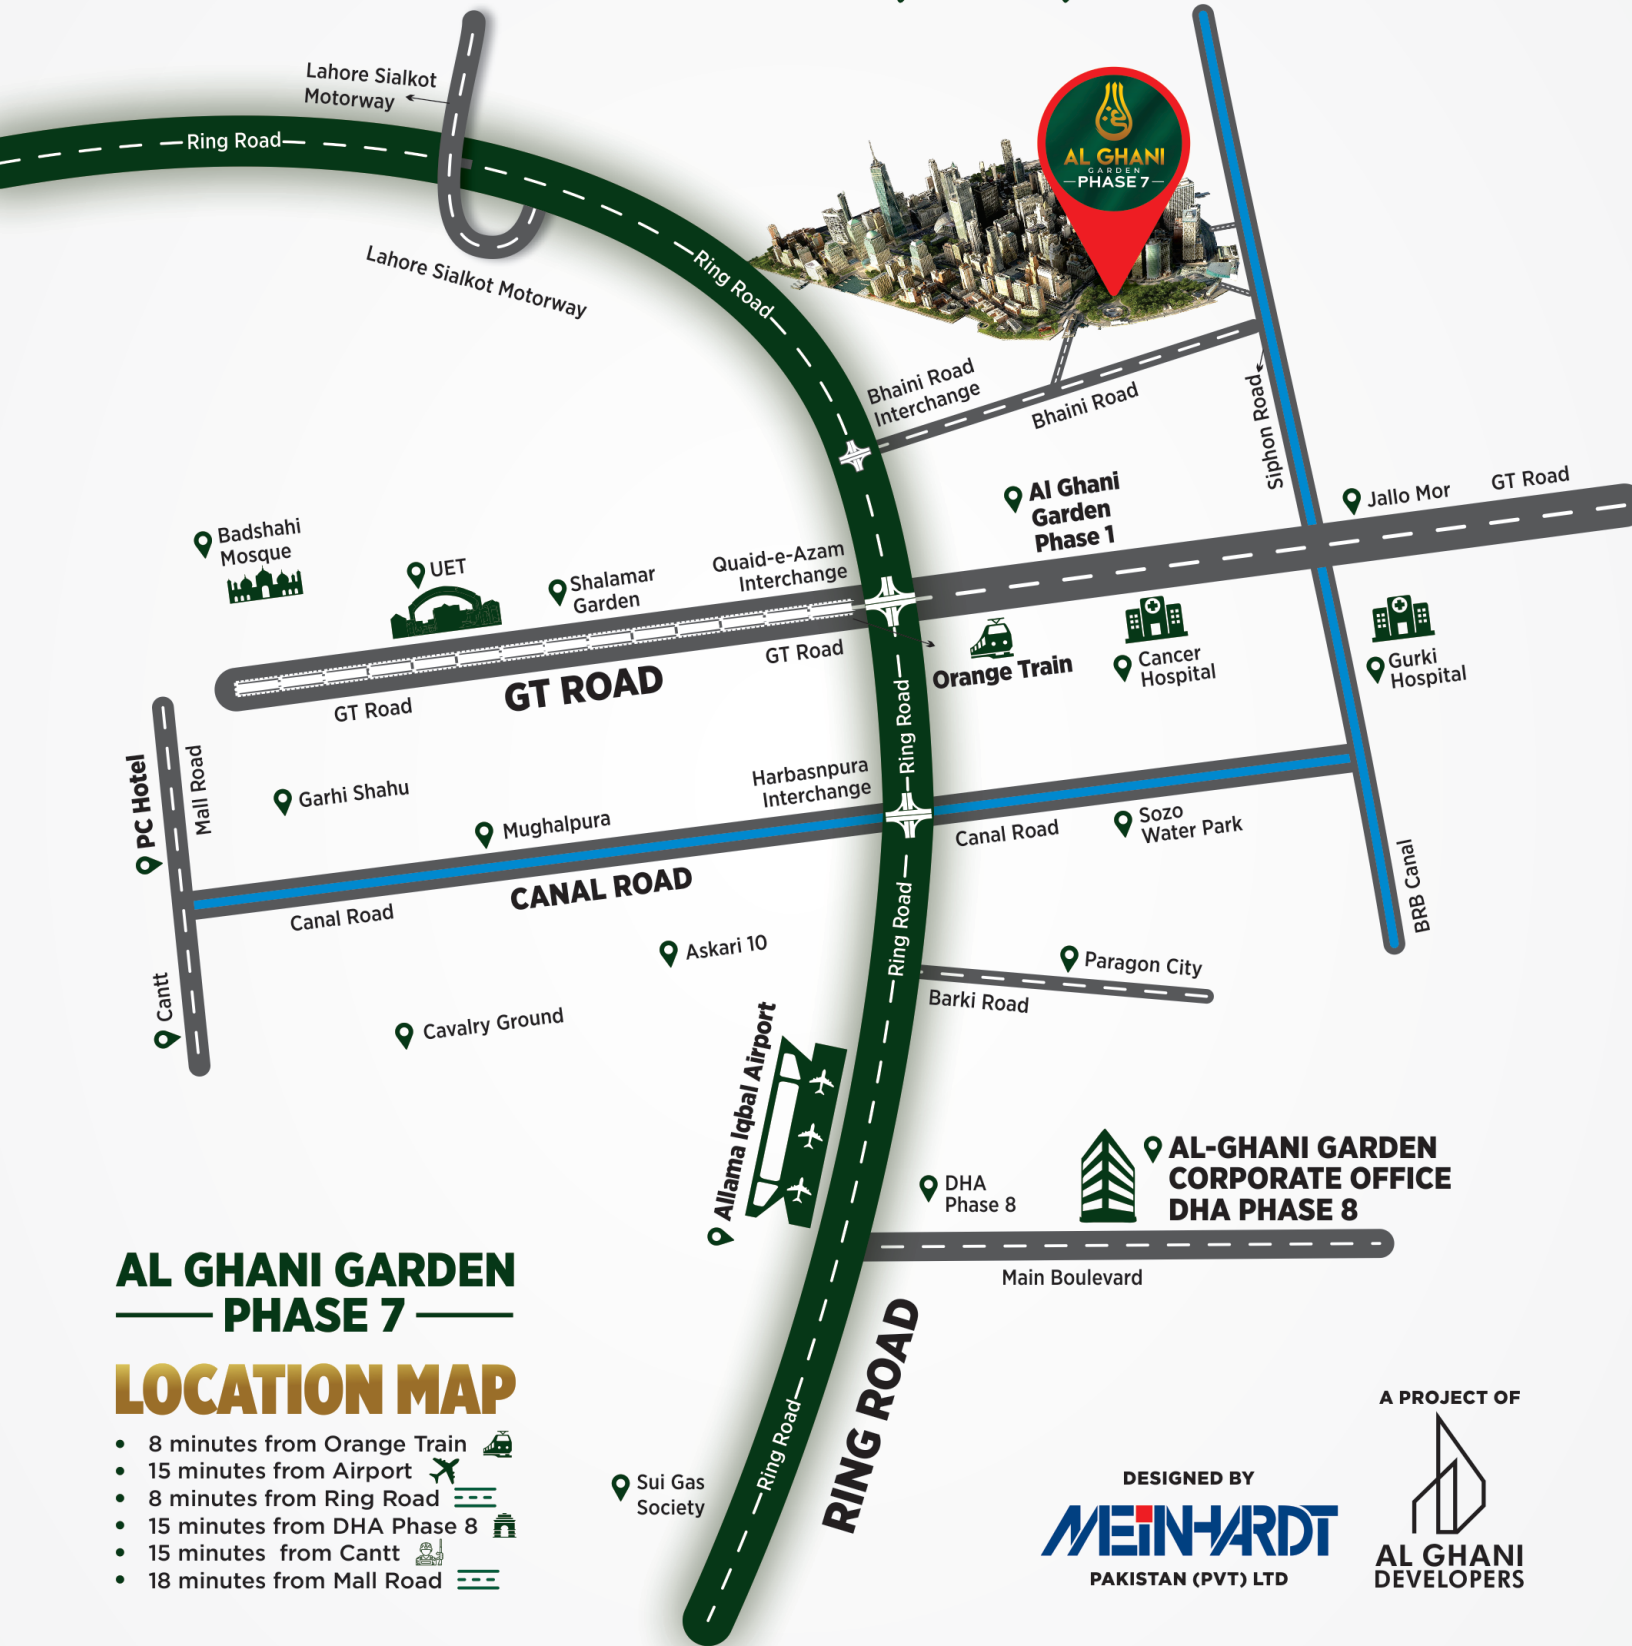 Lahore Sialkot
Motorway
Ring Road
Lahore Sialkot Motorway
Ring Road
AL GHANI
GARDEN
PHASE 7
Bhaini Road
Interchange
Bhaini Road
Siphon Road
Al Ghani
Garden
Phase 1
Jallo Mor
GT Road
Badshahi
Mosque
UET
Shalamar
Garden
Quaid-e-Azam
Interchange
GT Road
Orange Train
Cancer
Hospital
Gurki
Hospital
GT Road
GT ROAD
Ring Road
PC Hotel
Mall Road
Garhi Shahu
Mughalpura
Harbasnpura
Interchange
Canal Road
Sozo
Water Park
Canal Road
CANAL ROAD
BRB Canal
Ring Road
Askari 10
Paragon City
Barki Road
Cantt
Cavalry Ground
Allama Iqbal Airport
DHA
Phase 8
AL-GHANI GARDEN
CORPORATE OFFICE
DHA PHASE 8
Main Boulevard
RING ROAD
Ring Road
Sui Gas
Society
AL GHANI GARDEN
PHASE 7
LOCATION MAP
• 8 minutes from Orange Train
• 15 minutes from Airport
• 8 minutes from Ring Road
• 15 minutes from DHA Phase 8
• 15 minutes from Cantt
• 18 minutes from Mall Road
DESIGNED BY
MEINHARDT
PAKISTAN (PVT) LTD
A PROJECT OF
AL GHANI
DEVELOPERS